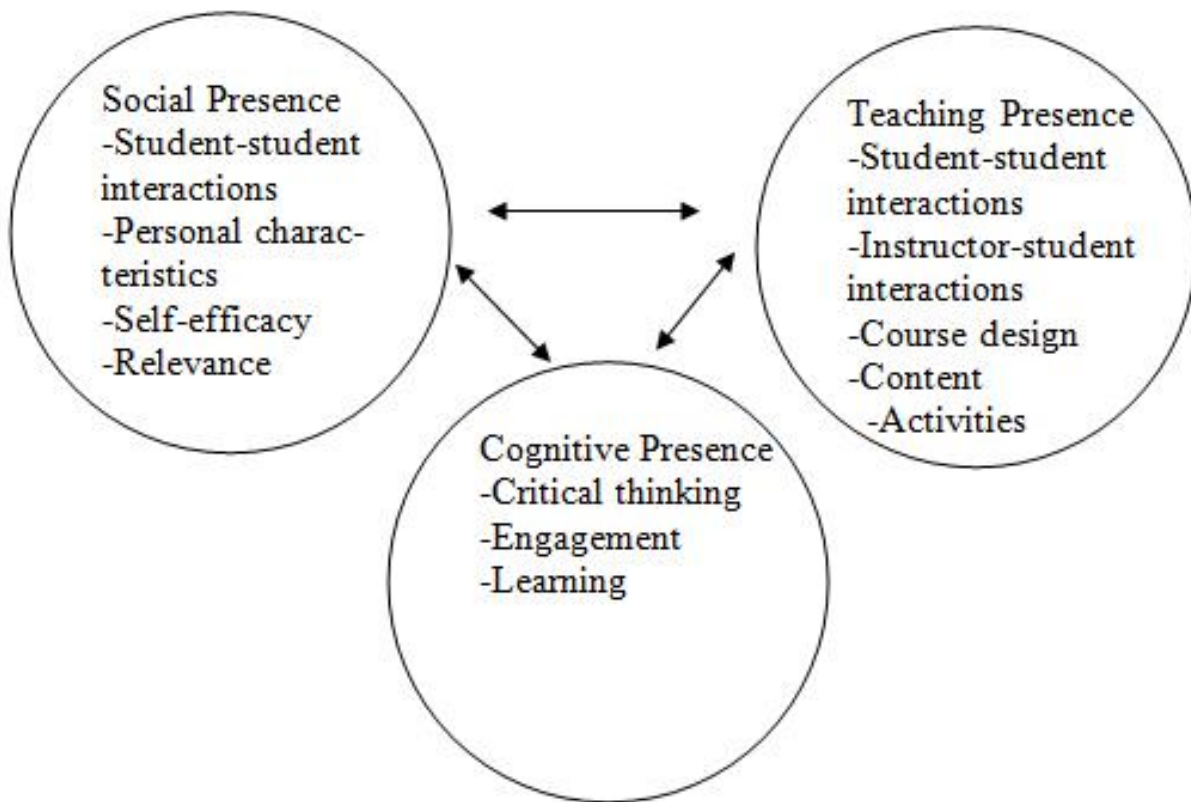 Social Presence
-Student-student
interactions
-Personal charac-
teristics
-Self-efficacy
-Relevance
Teaching Presence
-Student-student
interactions
-Instructor-student
interactions
-Course design
-Content
-Activities
Cognitive Presence
-Critical thinking
-Engagement
-Learning